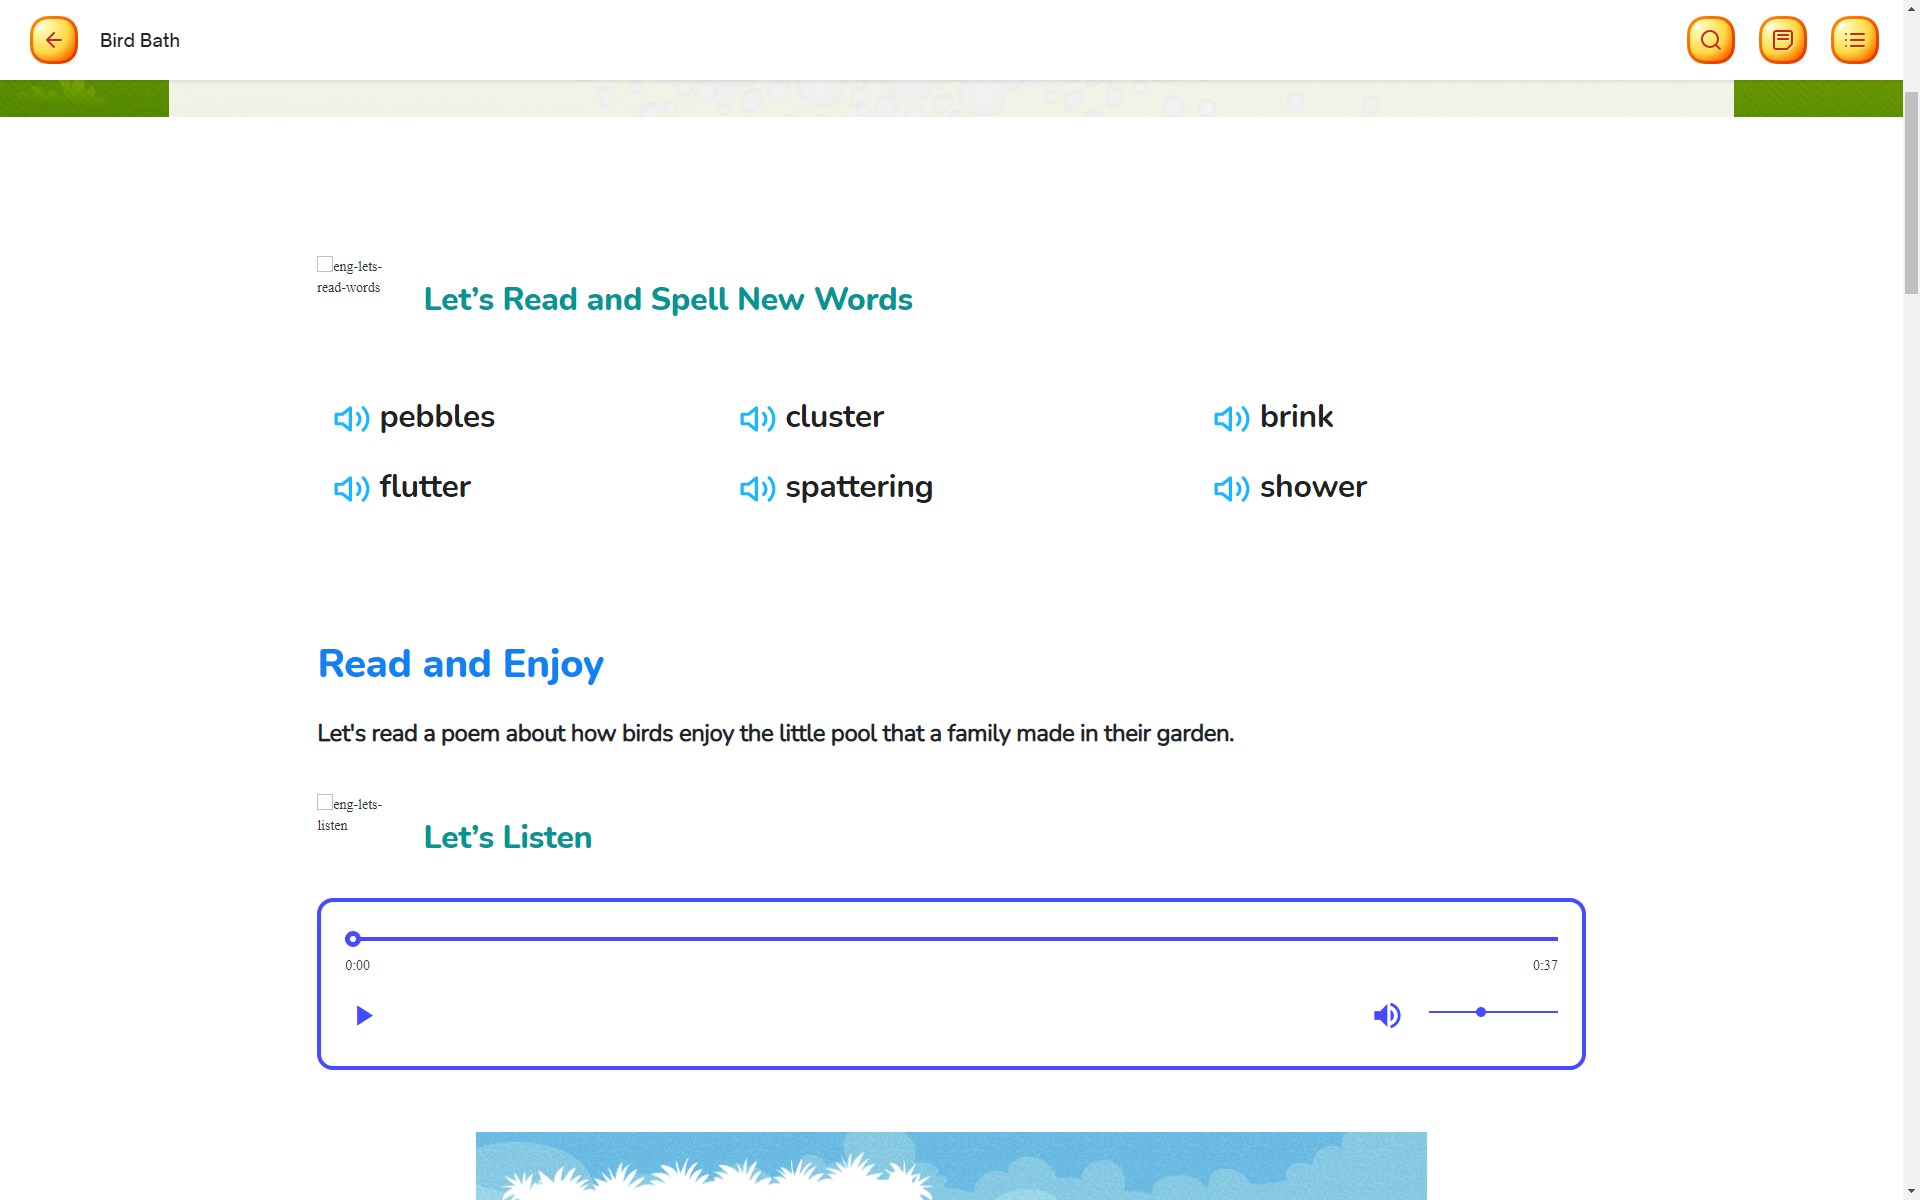 Bird Bath
eng-lets-
read-words
Let’s Read and Spell New Words
pebbles cluster brink
flutter spattering shower
Read and Enjoy
Let's read a poem about how birds enjoy the little pool that a family made in their garden.
eng-lets-
listen
Let’s Listen
0:00 0:37